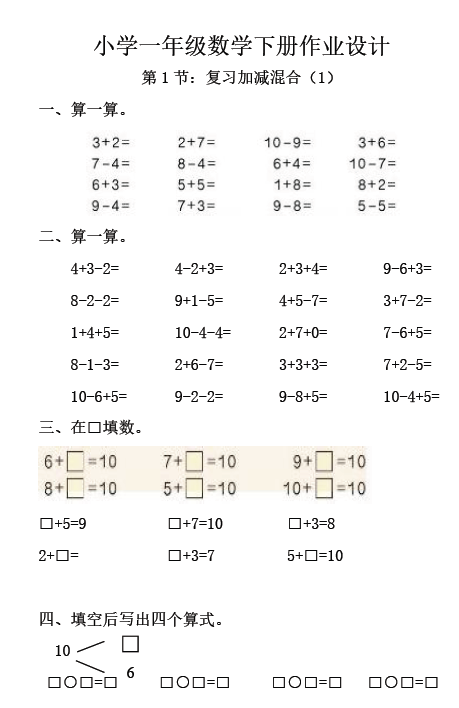 小学一年级数学下册作业设计
第1节：复习加减混合（1）
一、算一算。
3+2= 2+7= 10-9= 3+6=
7-4= 8-4= 6+4= 10-7=
6+3= 5+5= 1+8= 8+2=
9-4= 7+3= 9-8= 5-5=
二、算一算。
4+3-2= 4-2+3= 2+3+4= 9-6+3=
8-2-2= 9+1-5= 4+5-7= 3+7-2=
1+4+5= 10-4-4= 2+7+0= 7-6+5=
8-1-3= 2+6-7= 3+3+3= 7+2-5=
10-6+5= 9-2-2= 9-8+5= 10-4+5=
三、在□填数。
6+□=10 7+□=10 9+□=10
8+□=10 5+□=10 10+□=10
□+5=9 □+7=10 □+3=8
2+□= □+3=7 5+□=10
四、填空后写出四个算式。
□
10
6
□○□=□ □○□=□ □○□=□ □○□=□